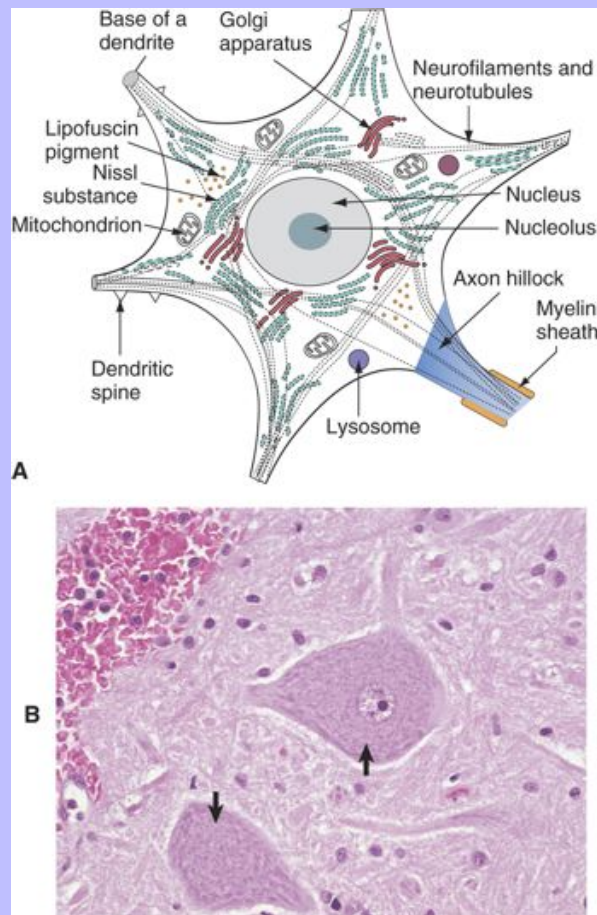 Base of a
dendrite
Golgi
apparatus
Neurofilaments and
neurotubules
Lipofuscin
pigment
Nissl
substance
Mitochondrion
Nucleus
Nucleolus
Axon hillock
Myelin
sheath
Dendritic
spine
Lysosome
A
B